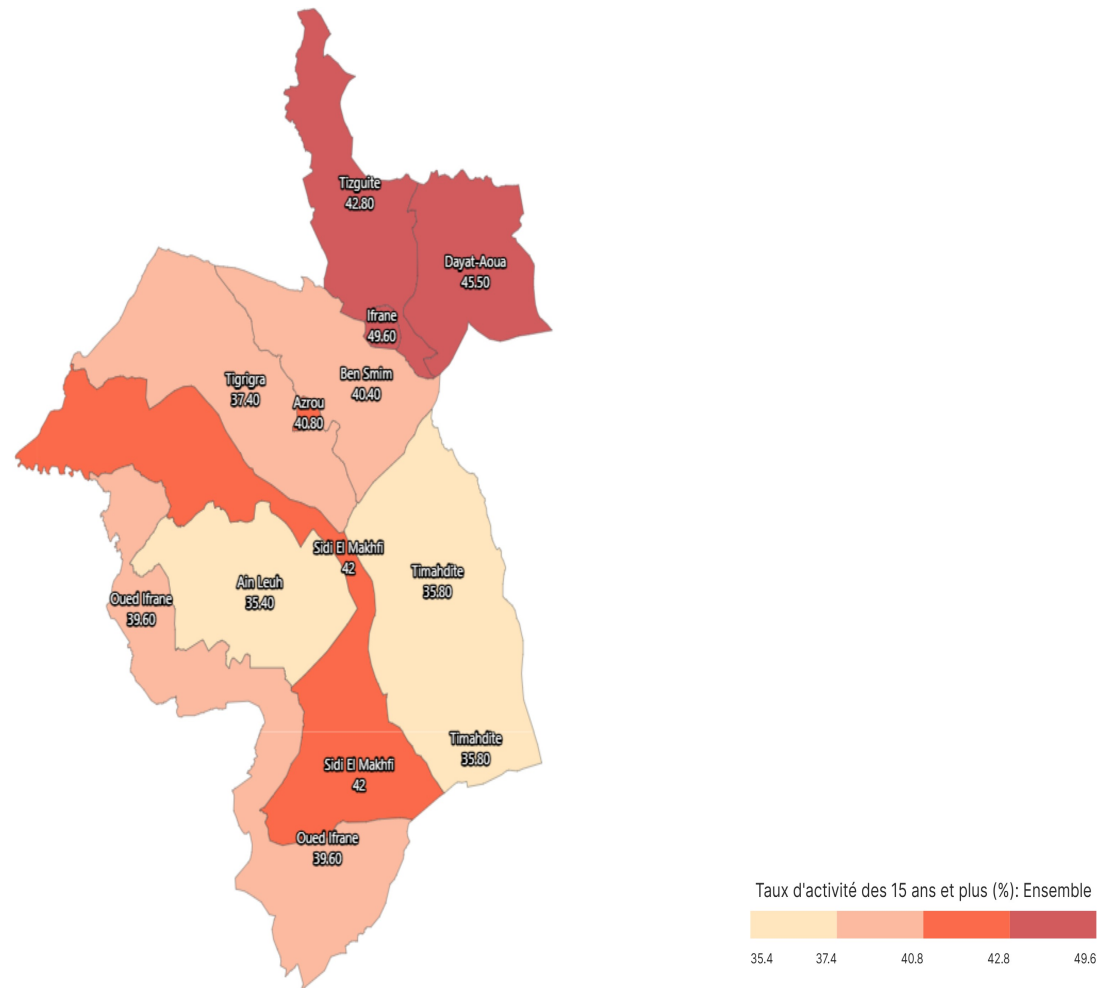 Tizguite
42.80
Dayat-Aoua
45.50
Ifrane
49.60
Ben Smim
40.40
Tigrigra
37.40
Azrou
40.80
Sidi El Makhfi
42
Timahdite
35.80
Ain Leuh
35.40
Oued Ifrane
39.60
Timahdite
35.80
Sidi El Makhfi
42
Oued Ifrane
39.60
Taux d'activité des 15 ans et plus (%): Ensemble
35.4 37.4 40.8 42.8 49.6